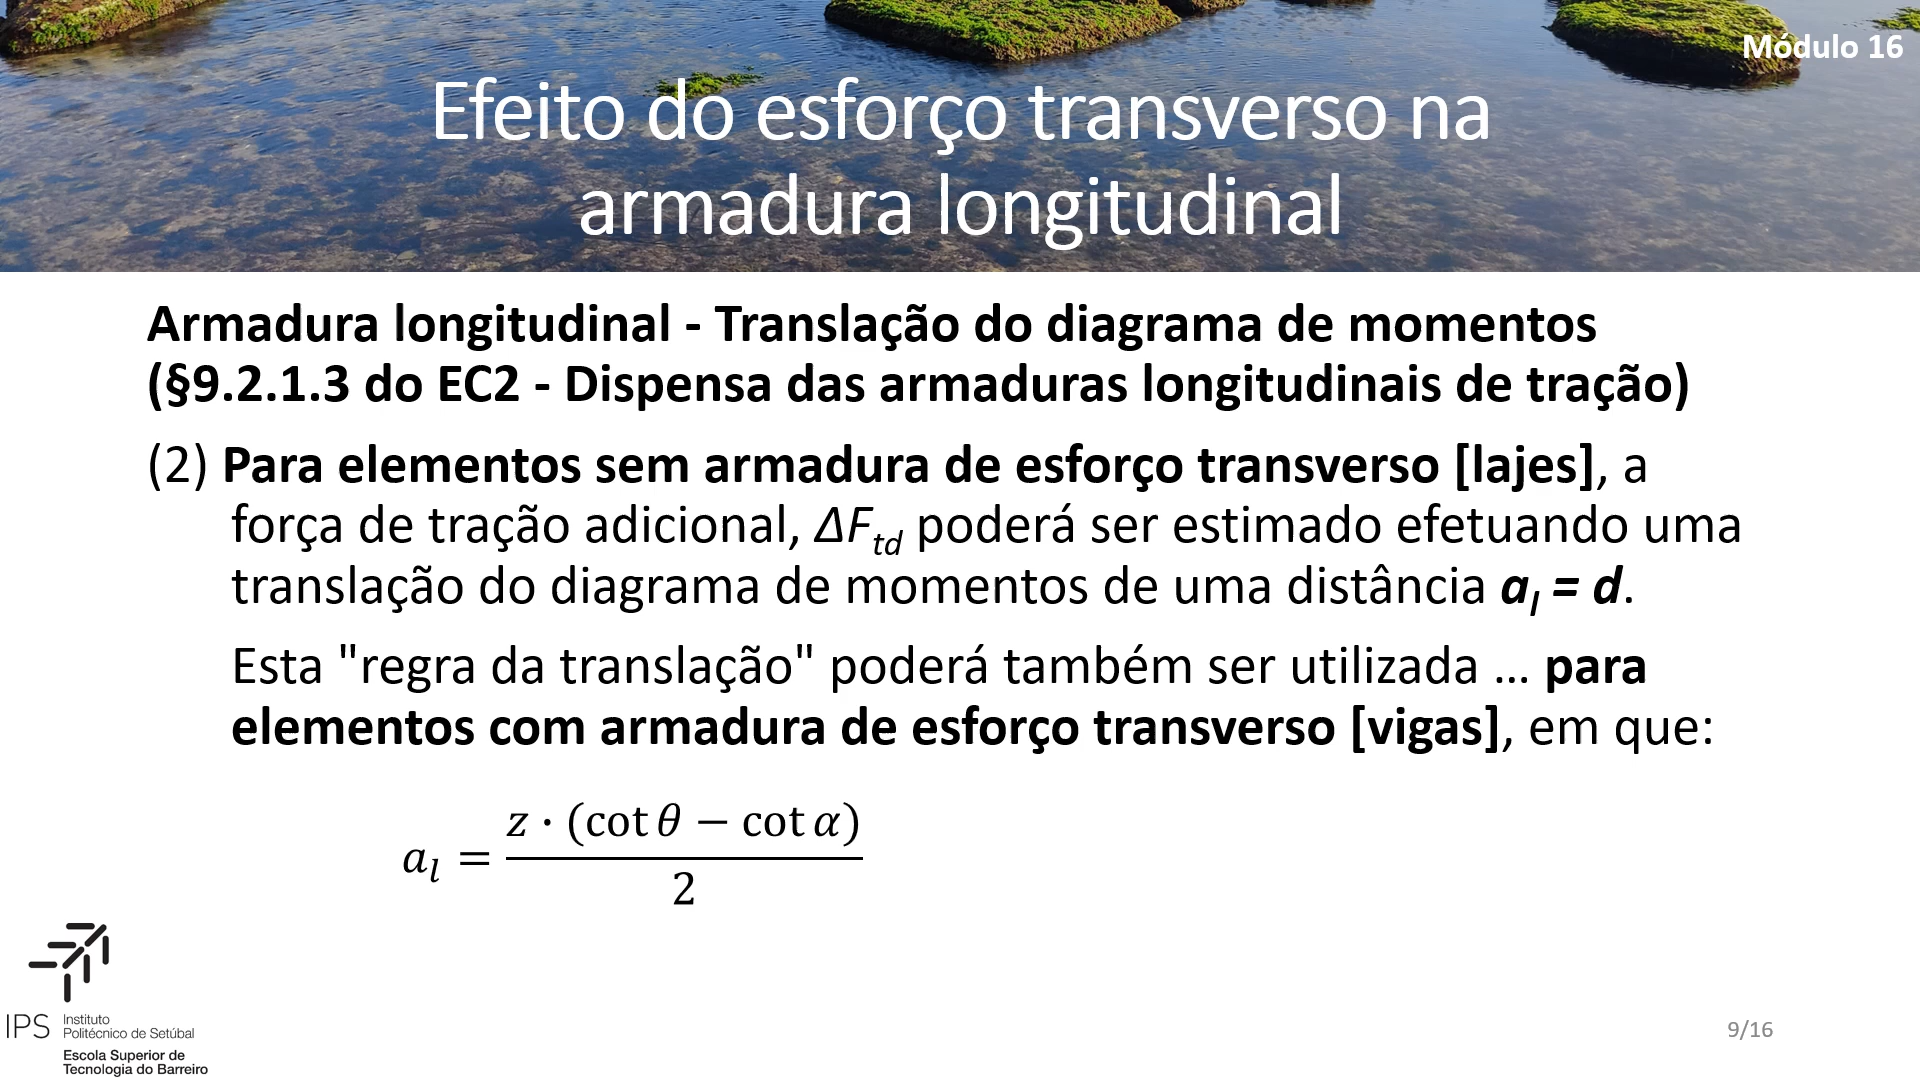 Módulo 16
Efeito do esforço transverso na
armadura longitudinal
Armadura longitudinal - Translação do diagrama de momentos
(§9.2.1.3 do EC2 - Dispensa das armaduras longitudinais de tração)
(2) Para elementos sem armadura de esforço transverso [lajes], a
força de tração adicional, ΔF_td poderá ser estimado efetuando uma
translação do diagrama de momentos de uma distância a_l = d.
Esta "regra da translação" poderá também ser utilizada … para
elementos com armadura de esforço transverso [vigas], em que:
a_l = z · (cot θ − cot α) / 2
IPS Instituto
Politécnico de Setúbal
Escola Superior de
Tecnologia do Barreiro
9/16